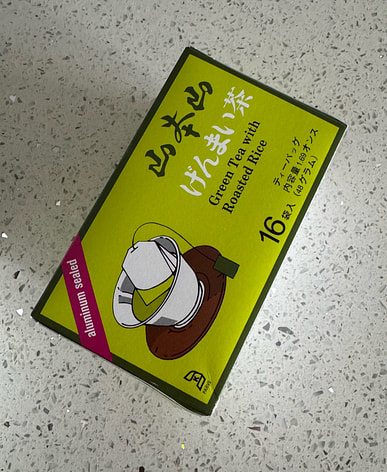 山本山
げんまい茶
Green Tea with
Roasted Rice
ティーバッグ
内容量1.69オンス
(48グラム)
16袋入
aluminum sealed